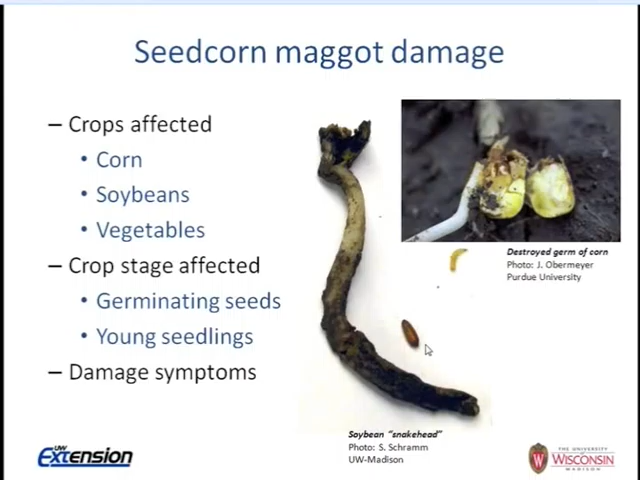 Seedcorn maggot damage
– Crops affected
• Corn
• Soybeans
• Vegetables
– Crop stage affected
• Germinating seeds
• Young seedlings
– Damage symptoms
Destroyed germ of corn
Photo: J. Obermeyer
Purdue University
Soybean “snakehead”
Photo: S. Schramm
UW-Madison
UW
Extension
THE UNIVERSITY
of
WISCONSIN
MADISON